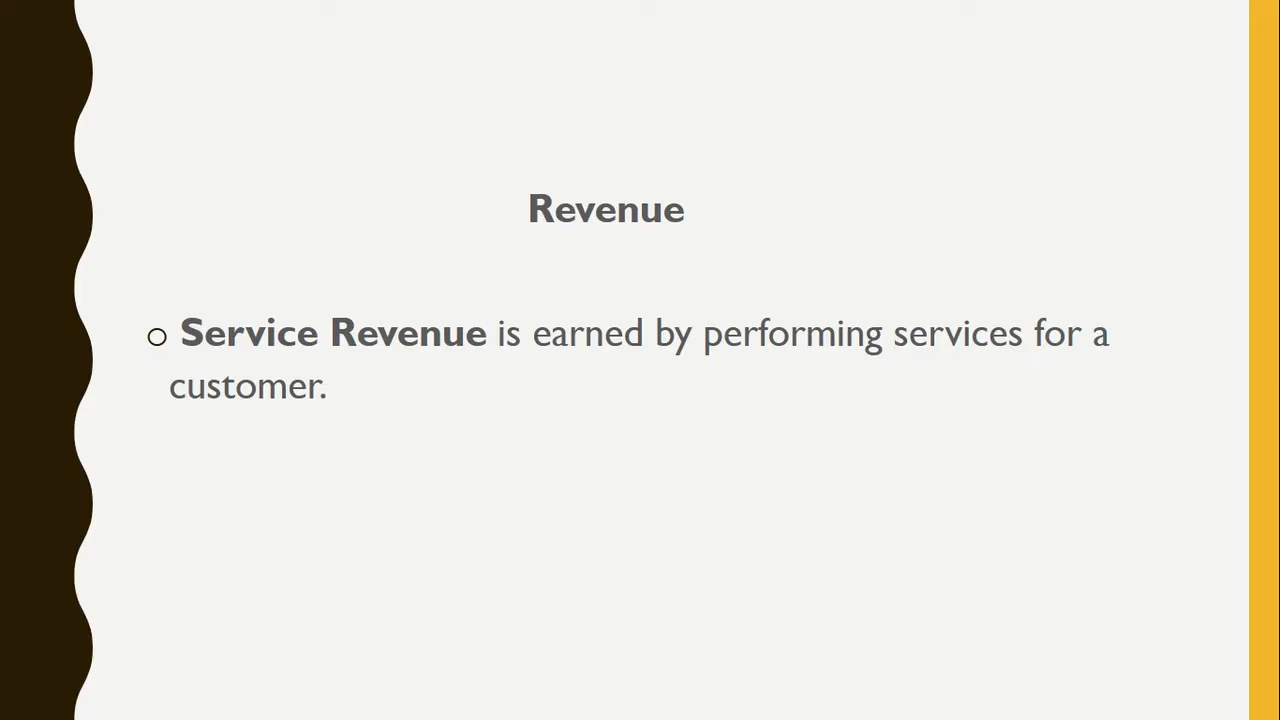 Revenue
Service Revenue is earned by performing services for a
customer.